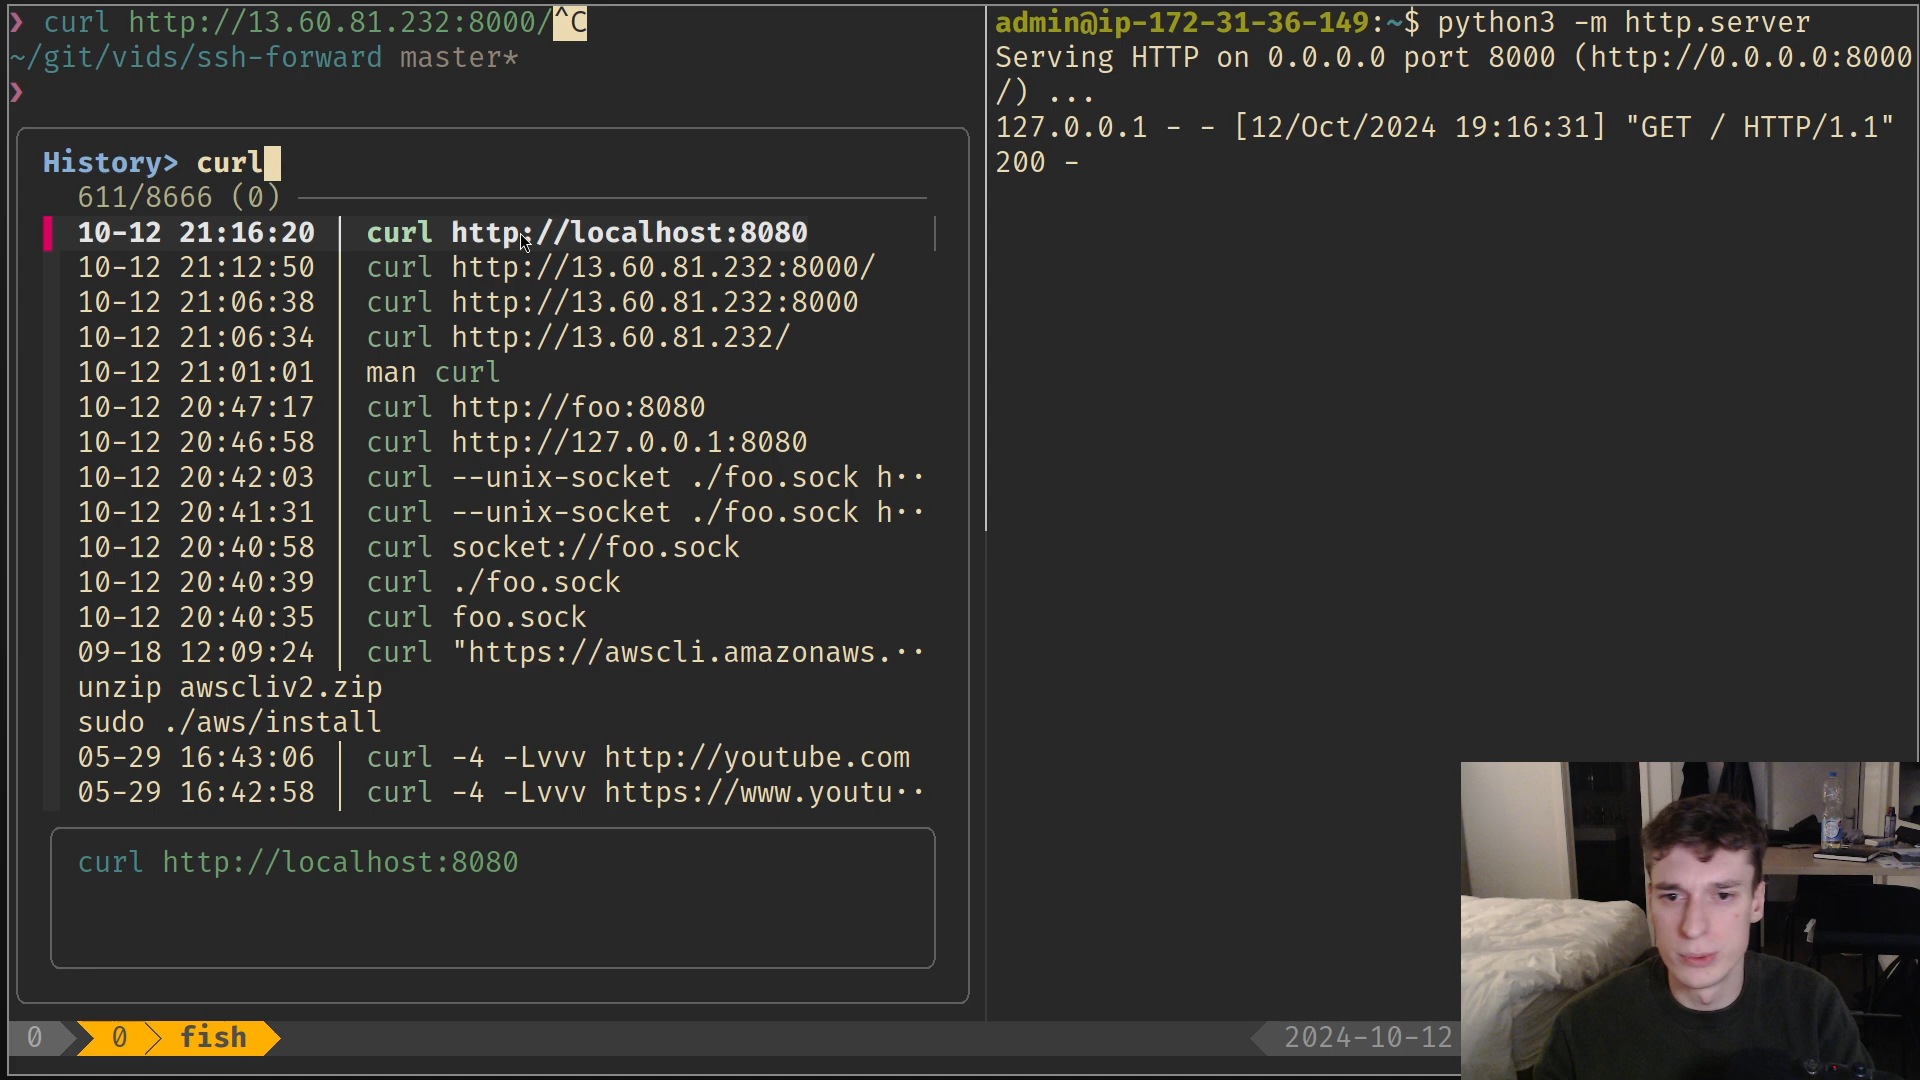 ❯ curl http://13.60.81.232:8000/^C
~/git/vids/ssh-forward master*
❯
History> curl
611/8666 (0)
10-12 21:16:20 │ curl http://localhost:8080
10-12 21:12:50 │ curl http://13.60.81.232:8000/
10-12 21:06:38 │ curl http://13.60.81.232:8000
10-12 21:06:34 │ curl http://13.60.81.232/
10-12 21:01:01 │ man curl
10-12 20:47:17 │ curl http://foo:8080
10-12 20:46:58 │ curl http://127.0.0.1:8080
10-12 20:42:03 │ curl --unix-socket ./foo.sock h··
10-12 20:41:31 │ curl --unix-socket ./foo.sock h··
10-12 20:40:58 │ curl socket://foo.sock
10-12 20:40:39 │ curl ./foo.sock
10-12 20:40:35 │ curl foo.sock
09-18 12:09:24 │ curl "https://awscli.amazonaws.··
unzip awscliv2.zip
sudo ./aws/install
05-29 16:43:06 │ curl -4 -Lvvv http://youtube.com
05-29 16:42:58 │ curl -4 -Lvvv https://www.youtu··
curl http://localhost:8080
admin@ip-172-31-36-149:~$ python3 -m http.server
Serving HTTP on 0.0.0.0 port 8000 (http://0.0.0.0:8000
/) ...
127.0.0.1 - - [12/Oct/2024 19:16:31] "GET / HTTP/1.1"
200 -
0 0 fish 2024-10-12